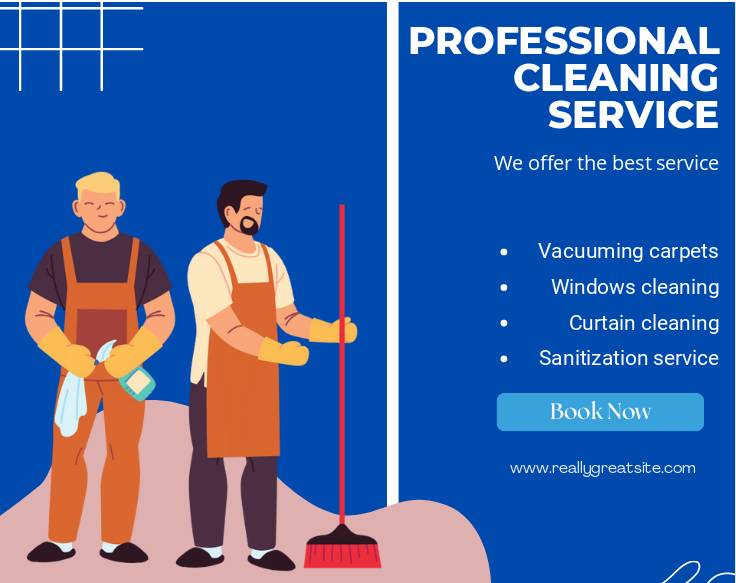 PROFESSIONAL
CLEANING
SERVICE
We offer the best service
• Vacuuming carpets
• Windows cleaning
• Curtain cleaning
• Sanitization service
Book Now
www.reallygreatsite.com